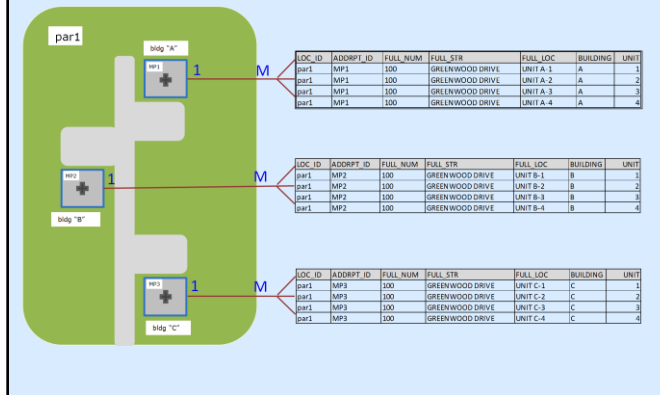 par1
bldg "A"
MP1
1 M
LOC_ID ADDRPT_ID FULL_NUM FULL_STR FULL_LOC BUILDING UNIT
par1 MP1 100 GREENWOOD DRIVE UNIT A-1 A 1
par1 MP1 100 GREENWOOD DRIVE UNIT A-2 A 2
par1 MP1 100 GREENWOOD DRIVE UNIT A-3 A 3
par1 MP1 100 GREENWOOD DRIVE UNIT A-4 A 4
MP2
1 M
bldg "B"
LOC_ID ADDRPT_ID FULL_NUM FULL_STR FULL_LOC BUILDING UNIT
par1 MP2 100 GREENWOOD DRIVE UNIT B-1 B 1
par1 MP2 100 GREENWOOD DRIVE UNIT B-2 B 2
par1 MP2 100 GREENWOOD DRIVE UNIT B-3 B 3
par1 MP2 100 GREENWOOD DRIVE UNIT B-4 B 4
MP3
1 M
bldg "C"
LOC_ID ADDRPT_ID FULL_NUM FULL_STR FULL_LOC BUILDING UNIT
par1 MP3 100 GREENWOOD DRIVE UNIT C-1 C 1
par1 MP3 100 GREENWOOD DRIVE UNIT C-2 C 2
par1 MP3 100 GREENWOOD DRIVE UNIT C-3 C 3
par1 MP3 100 GREENWOOD DRIVE UNIT C-4 C 4